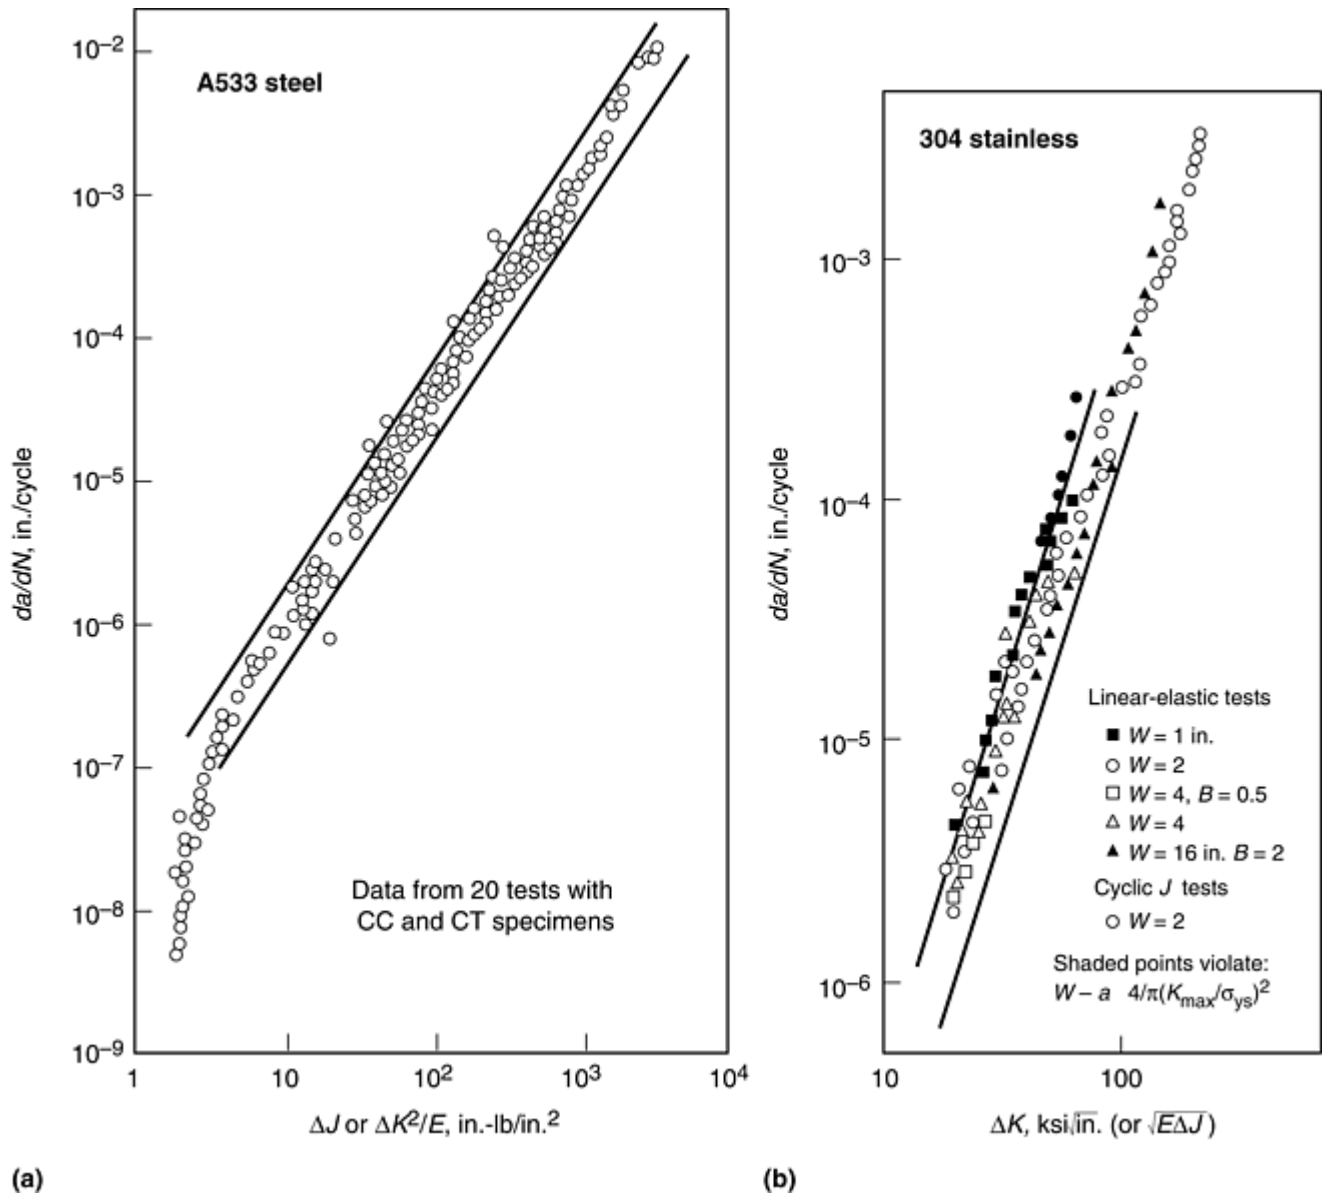 A533 steel
10⁻²
10⁻³
10⁻⁴
10⁻⁵
10⁻⁶
10⁻⁷
10⁻⁸
10⁻⁹
da/dN, in./cycle
Data from 20 tests with
CC and CT specimens
1
10
10²
10³
10⁴
ΔJ or ΔK²/E, in.-lb/in.²
(a)
304 stainless
10⁻³
10⁻⁴
10⁻⁵
10⁻⁶
da/dN, in./cycle
Linear-elastic tests
■ W = 1 in.
○ W = 2
□ W = 4, B = 0.5
△ W = 4
▲ W = 16 in. B = 2
Cyclic J tests
○ W = 2
Shaded points violate:
W – a 4/π(Kmax/σys)²
10
100
ΔK, ksi√in. (or √EΔJ)
(b)